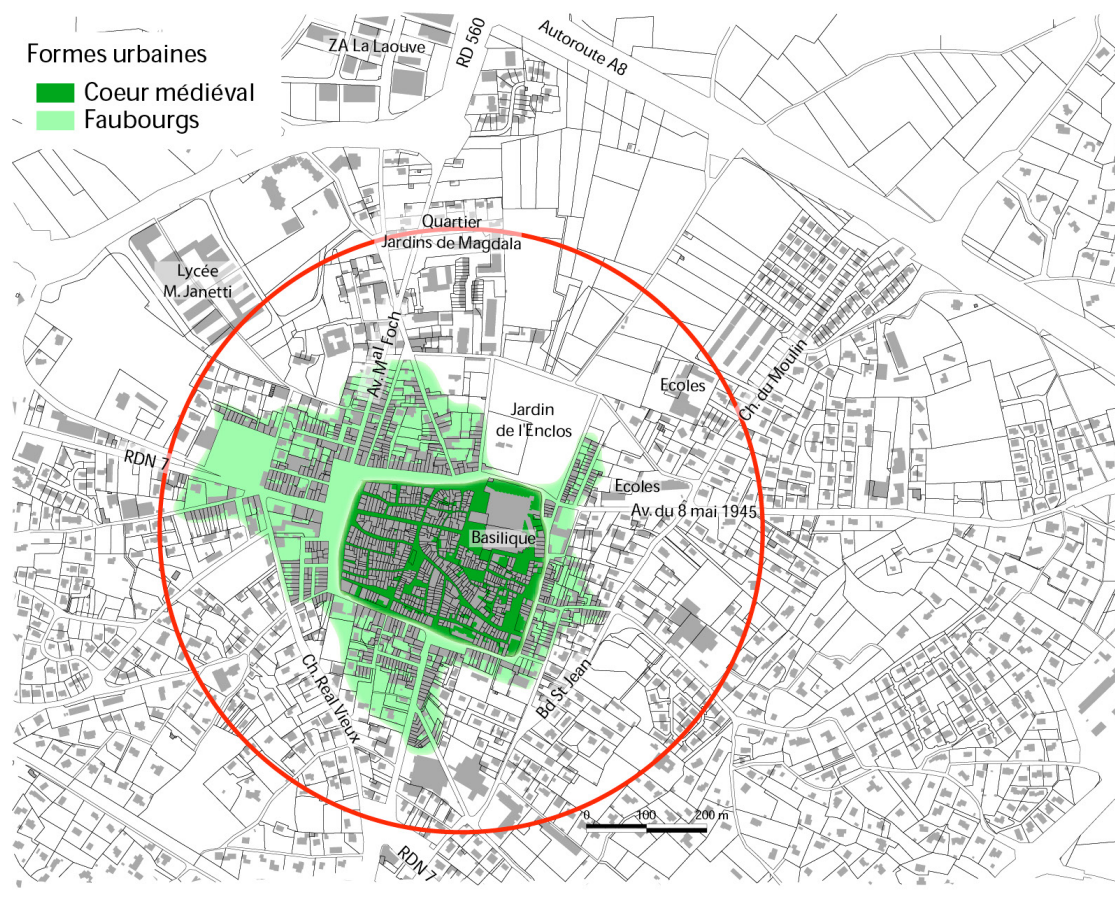 Formes urbaines
Coeur médiéval
Faubourgs
ZA La Laouve
RD 560
Autoroute A8
Quartier
Jardins de Magdala
Lycée
M. Janetti
Av. Mal
Foch
Ecoles
Ch. du Moulin
Jardin
de l'Enclos
RDN 7
Ecoles
Av. du 8 mai 1945
Basilique
Ch. Real Vieux
Bd St Jean
0 100 200 m
RDN 7